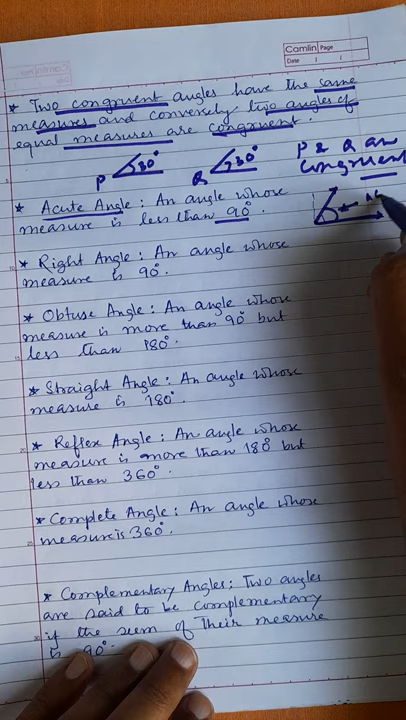 Camlin Page
Date / /
* Two congruent angles have the same
measures and conversely two angles of
equal measures are congruent.
P 30° Q 30°
P & Q are
congruent
* Acute Angle : An angle whose
measure is less than 90°.
* Right Angle : An angle whose
measure is 90°.
* Obtuse Angle : An angle whose
measure is more than 90° but
less than 180°.
* Straight Angle : An angle whose
measure is 180°.
* Reflex Angle : An angle whose
measure is more than 180° but
less than 360°.
* Complete Angle : An angle whose
measure is 360°.
* Complementary Angles : Two angles
are said to be complementary
if the sum of their measure
is 90°.